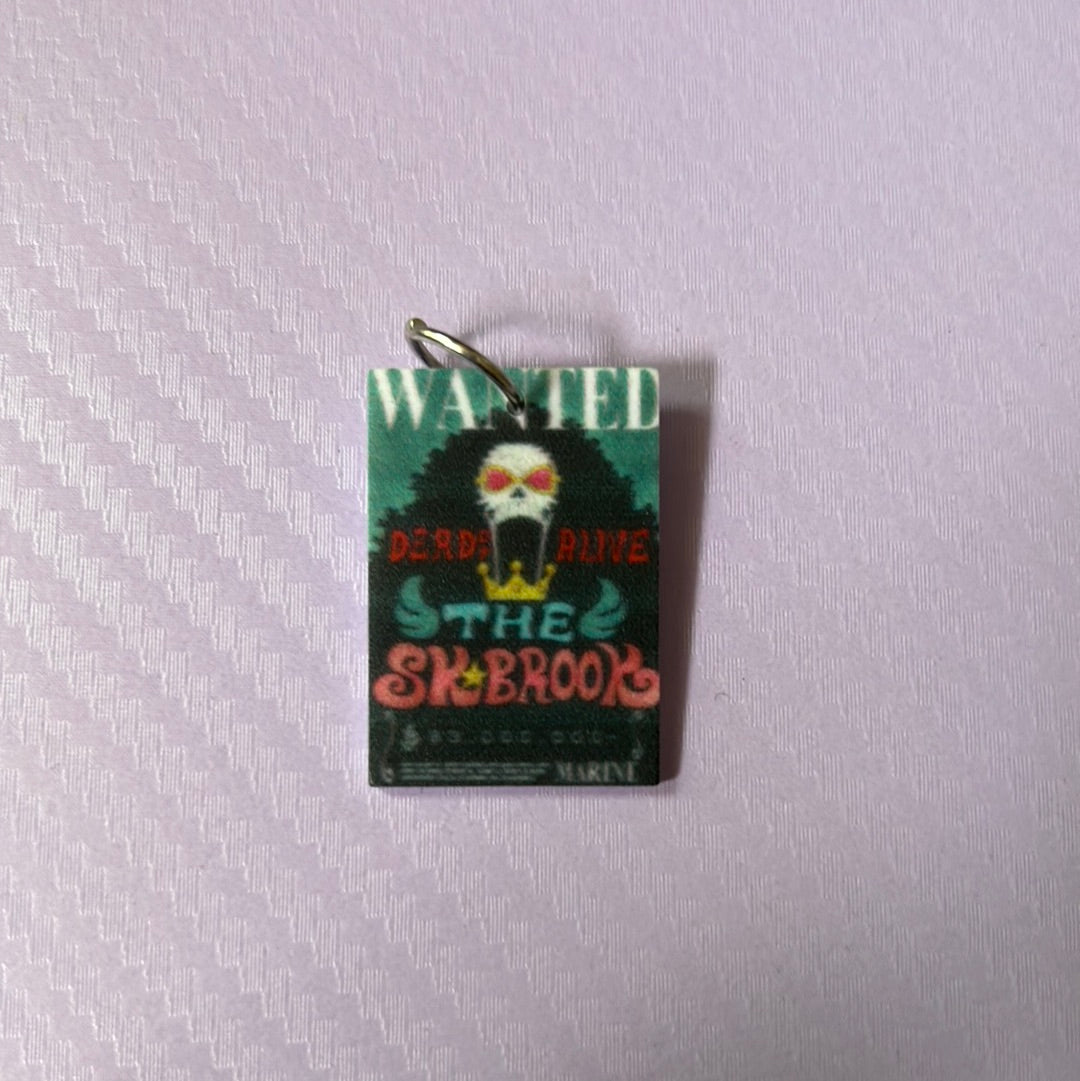 WANTED
DEAD ALIVE
THE
SK★BROOK
MARINE